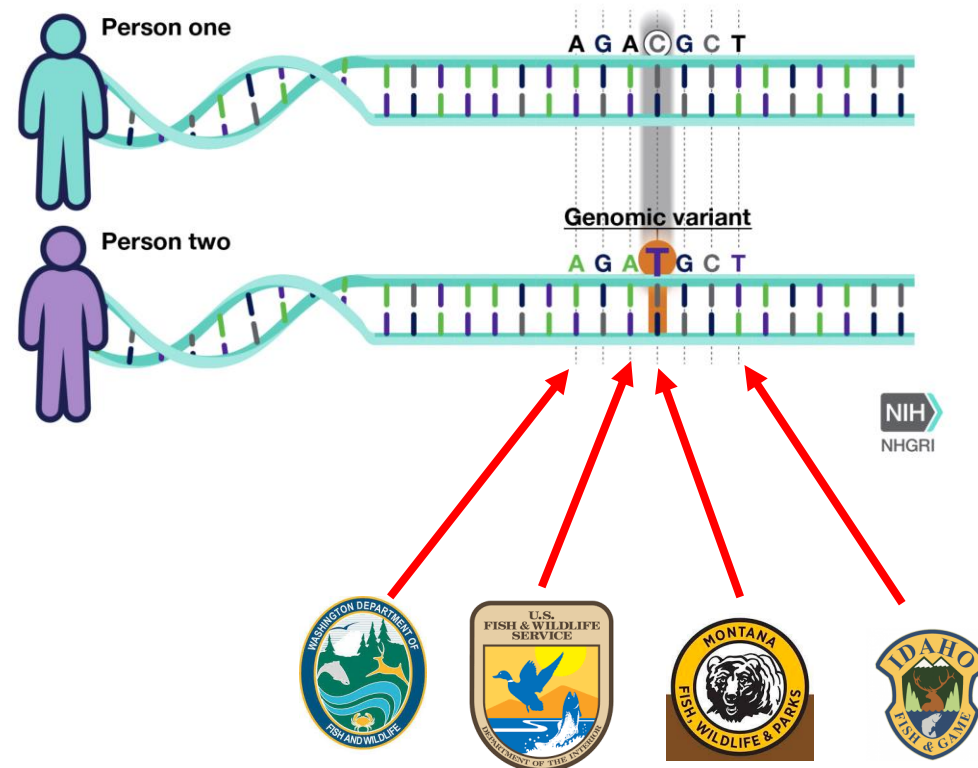 Person one
A G A C G C T
Genomic variant
Person two
A G A T G C T
NIH
NHGRI
WASHINGTON DEPARTMENT OF
FISH AND WILDLIFE
U.S.
FISH & WILDLIFE
SERVICE
DEPARTMENT OF THE INTERIOR
MONTANA
FISH, WILDLIFE & PARKS
IDAHO
FISH & GAME